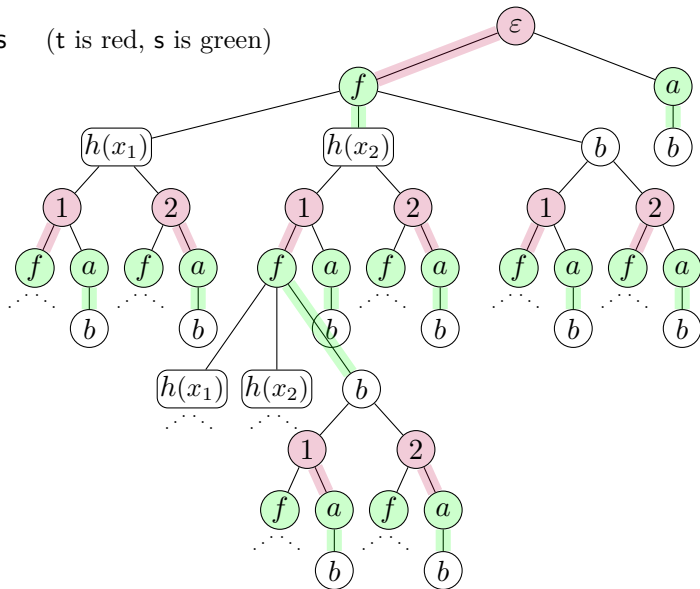 s (t is red, s is green)
ε
f a
h(x₁) h(x₂) b b
1 2 1 2 1 2
f a f a f a f a f a f a
b b b b b b
h(x₁) h(x₂) b
1 2
f a f a
b b